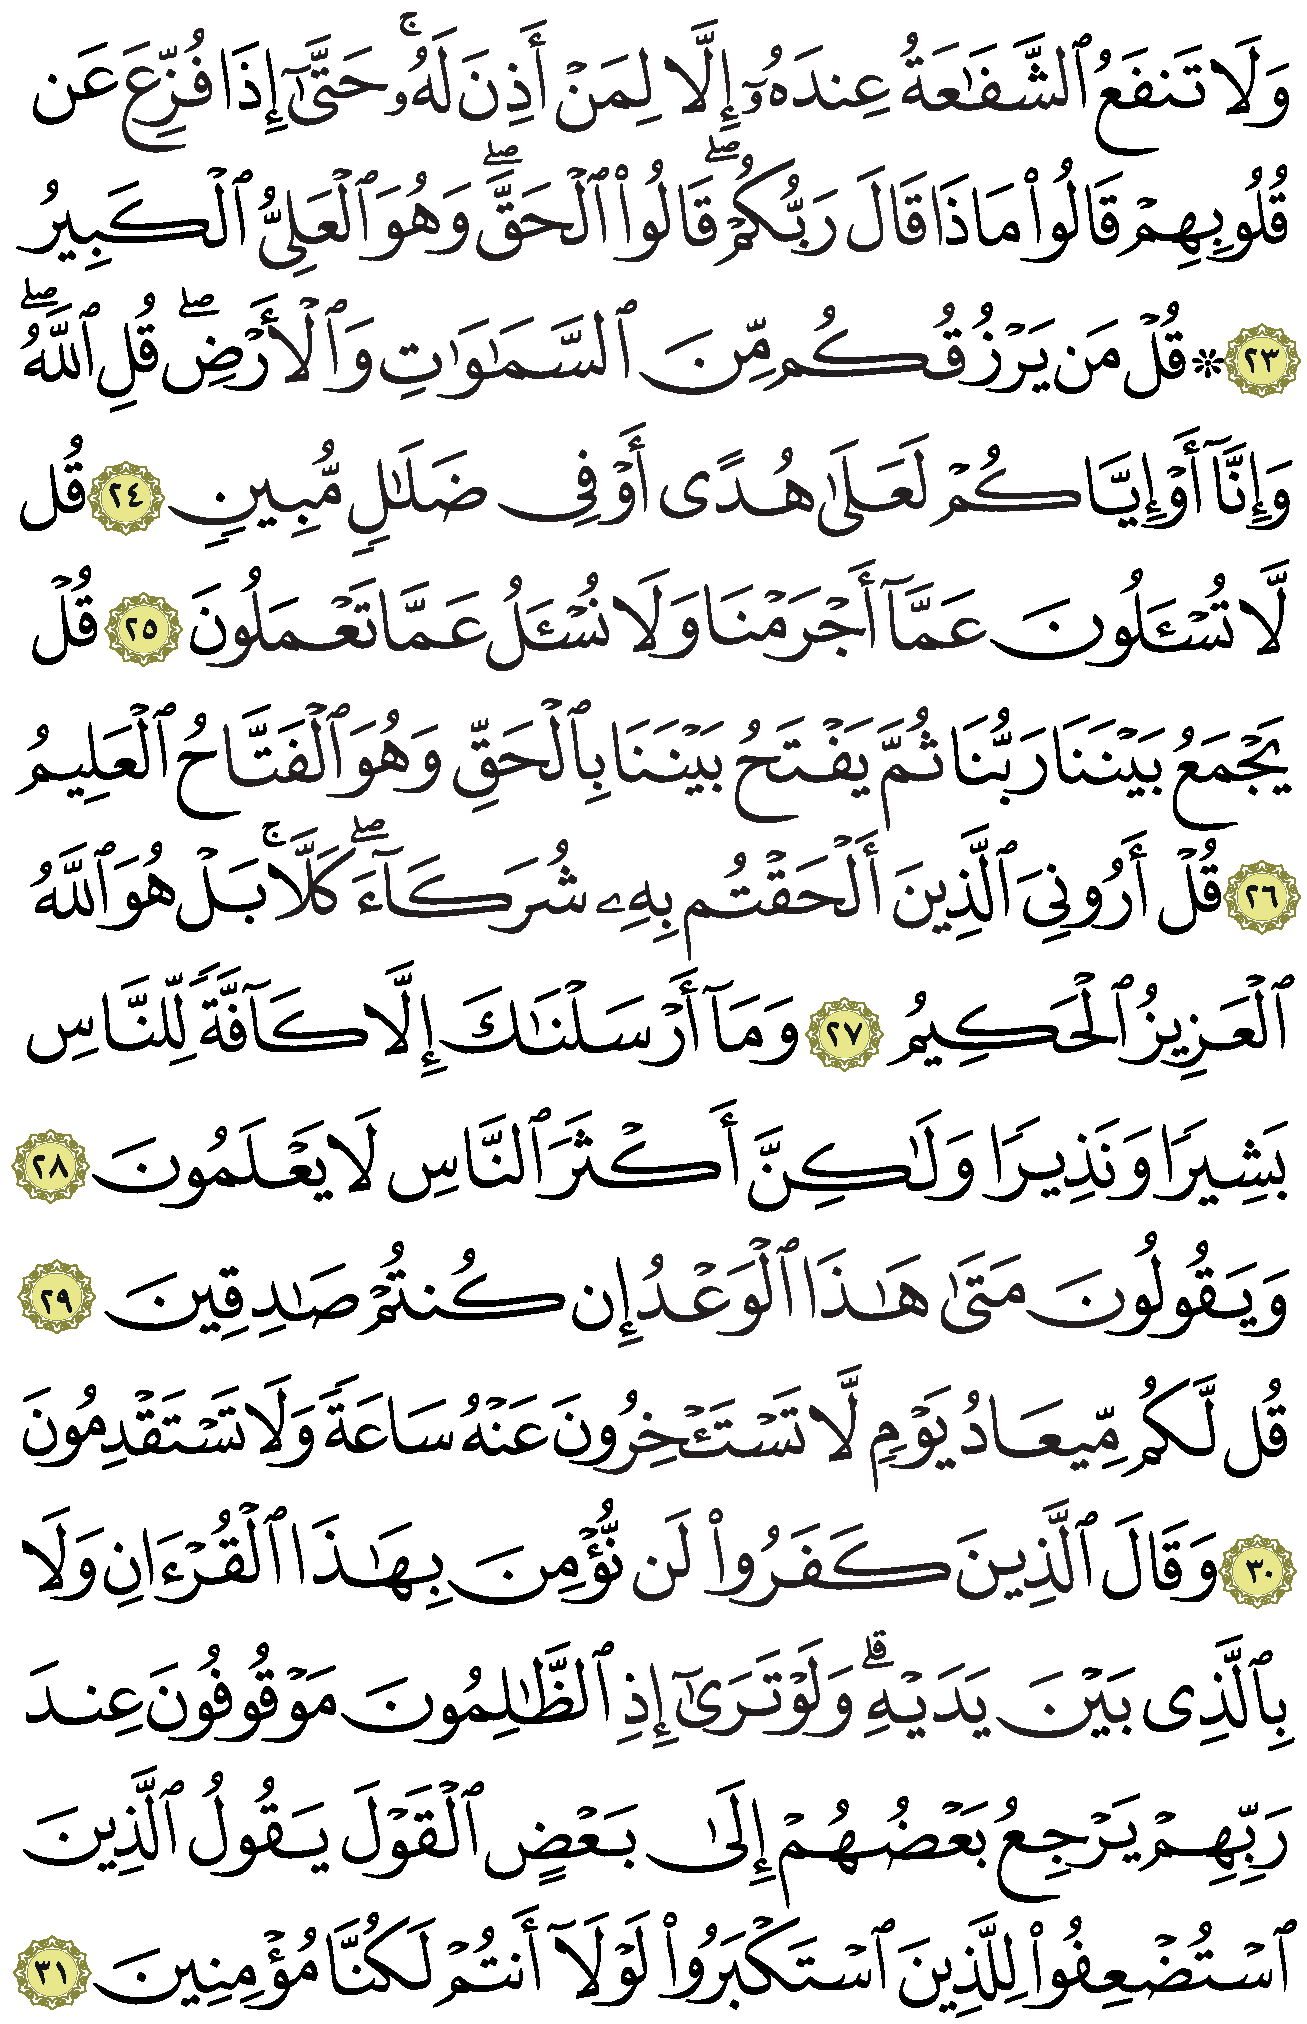 وَلَا تَنفَعُ ٱلشَّفَـٰعَةُ عِندَهُۥٓ إِلَّا لِمَنْ أَذِنَ لَهُۥ ۚ حَتَّىٰٓ إِذَا فُزِّعَ عَن
قُلُوبِهِمْ قَالُوا۟ مَاذَا قَالَ رَبُّكُمْ ۖ قَالُوا۟ ٱلْحَقَّ ۖ وَهُوَ ٱلْعَلِىُّ ٱلْكَبِيرُ
٢٣ ۞ قُلْ مَن يَرْزُقُكُم مِّنَ ٱلسَّمَـٰوَٰتِ وَٱلْأَرْضِ ۖ قُلِ ٱللَّهُ ۖ
وَإِنَّآ أَوْ إِيَّاكُمْ لَعَلَىٰ هُدًى أَوْ فِى ضَلَـٰلٍ مُّبِينٍ ٢٤ قُل
لَّا تُسْـَٔلُونَ عَمَّآ أَجْرَمْنَا وَلَا نُسْـَٔلُ عَمَّا تَعْمَلُونَ ٢٥ قُلْ
يَجْمَعُ بَيْنَنَا رَبُّنَا ثُمَّ يَفْتَحُ بَيْنَنَا بِٱلْحَقِّ وَهُوَ ٱلْفَتَّاحُ ٱلْعَلِيمُ
٢٦ قُلْ أَرُونِىَ ٱلَّذِينَ أَلْحَقْتُم بِهِۦ شُرَكَآءَ ۖ كَلَّا ۚ بَلْ هُوَ ٱللَّهُ
ٱلْعَزِيزُ ٱلْحَكِيمُ ٢٧ وَمَآ أَرْسَلْنَـٰكَ إِلَّا كَآفَّةً لِّلنَّاسِ
بَشِيرًا وَنَذِيرًا وَلَـٰكِنَّ أَكْثَرَ ٱلنَّاسِ لَا يَعْلَمُونَ ٢٨
وَيَقُولُونَ مَتَىٰ هَـٰذَا ٱلْوَعْدُ إِن كُنتُمْ صَـٰدِقِينَ ٢٩
قُل لَّكُم مِّيعَادُ يَوْمٍ لَّا تَسْتَـْٔخِرُونَ عَنْهُ سَاعَةً وَلَا تَسْتَقْدِمُونَ
٣٠ وَقَالَ ٱلَّذِينَ كَفَرُوا۟ لَن نُّؤْمِنَ بِهَـٰذَا ٱلْقُرْءَانِ وَلَا
بِٱلَّذِى بَيْنَ يَدَيْهِ ۗ وَلَوْ تَرَىٰٓ إِذِ ٱلظَّـٰلِمُونَ مَوْقُوفُونَ عِندَ
رَبِّهِمْ يَرْجِعُ بَعْضُهُمْ إِلَىٰ بَعْضٍ ٱلْقَوْلَ يَقُولُ ٱلَّذِينَ
ٱسْتُضْعِفُوا۟ لِلَّذِينَ ٱسْتَكْبَرُوا۟ لَوْلَآ أَنتُمْ لَكُنَّا مُؤْمِنِينَ ٣١